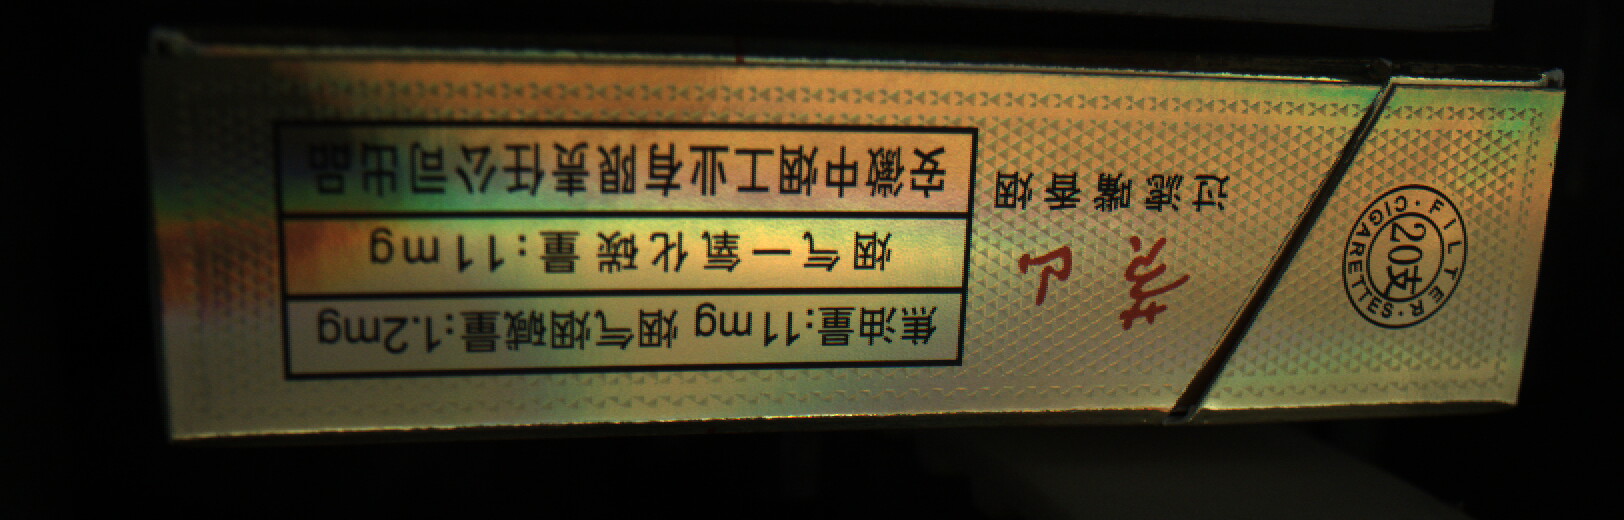 FILTER · CIGARETTES ·
20支
黄山
过滤嘴香烟
焦油量:11mg 烟气烟碱量:1.2mg
烟气一氧化碳量:11mg
安徽中烟工业有限责任公司出品